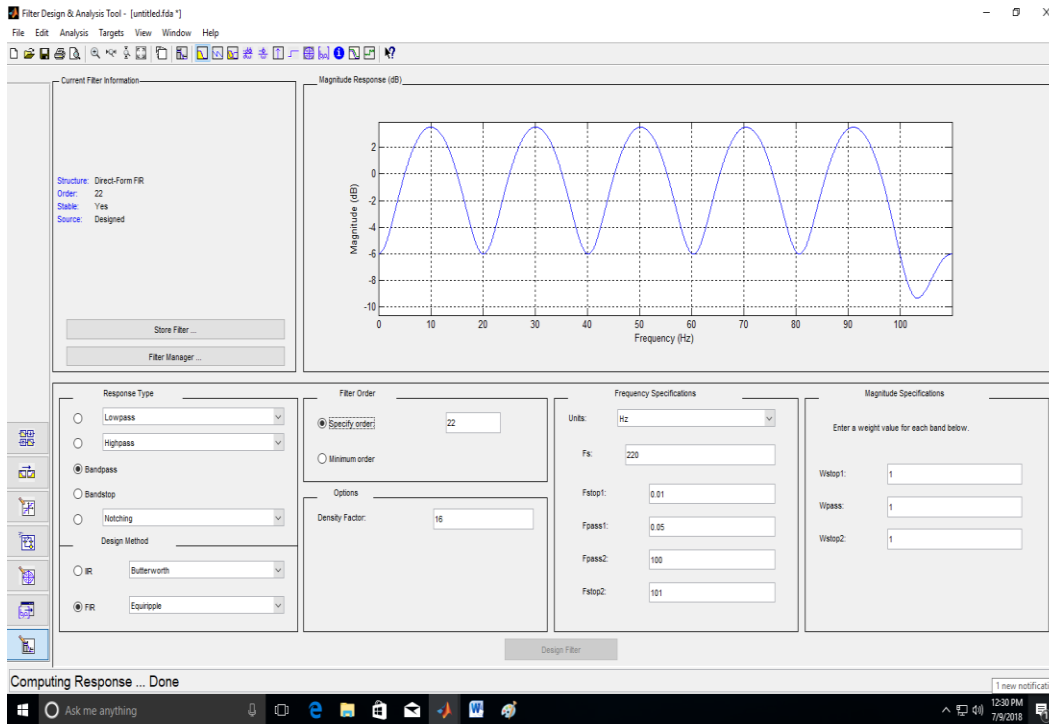 Filter Design & Analysis Tool - [untitled.fda *]
File Edit Analysis Targets View Window Help
Current Filter Information
Structure: Direct-Form FIR
Order: 22
Stable: Yes
Source: Designed
Store Filter ...
Filter Manager ...
Magnitude Response (dB)
Magnitude (dB)
2
0
-2
-4
-6
-8
-10
0 10 20 30 40 50 60 70 80 90 100
Frequency (Hz)
Response Type
Lowpass
Highpass
Bandpass
Bandstop
Notching
Design Method
IIR Butterworth
FIR Equiripple
Filter Order
Specify order: 22
Minimum order
Options
Density Factor: 16
Frequency Specifications
Units: Hz
Fs: 220
Fstop1: 0.01
Fpass1: 0.05
Fpass2: 100
Fstop2: 101
Magnitude Specifications
Enter a weight value for each band below.
Wstop1: 1
Wpass: 1
Wstop2: 1
Design Filter
Computing Response ... Done
1 new notificati
Ask me anything
12:30 PM
7/9/2018